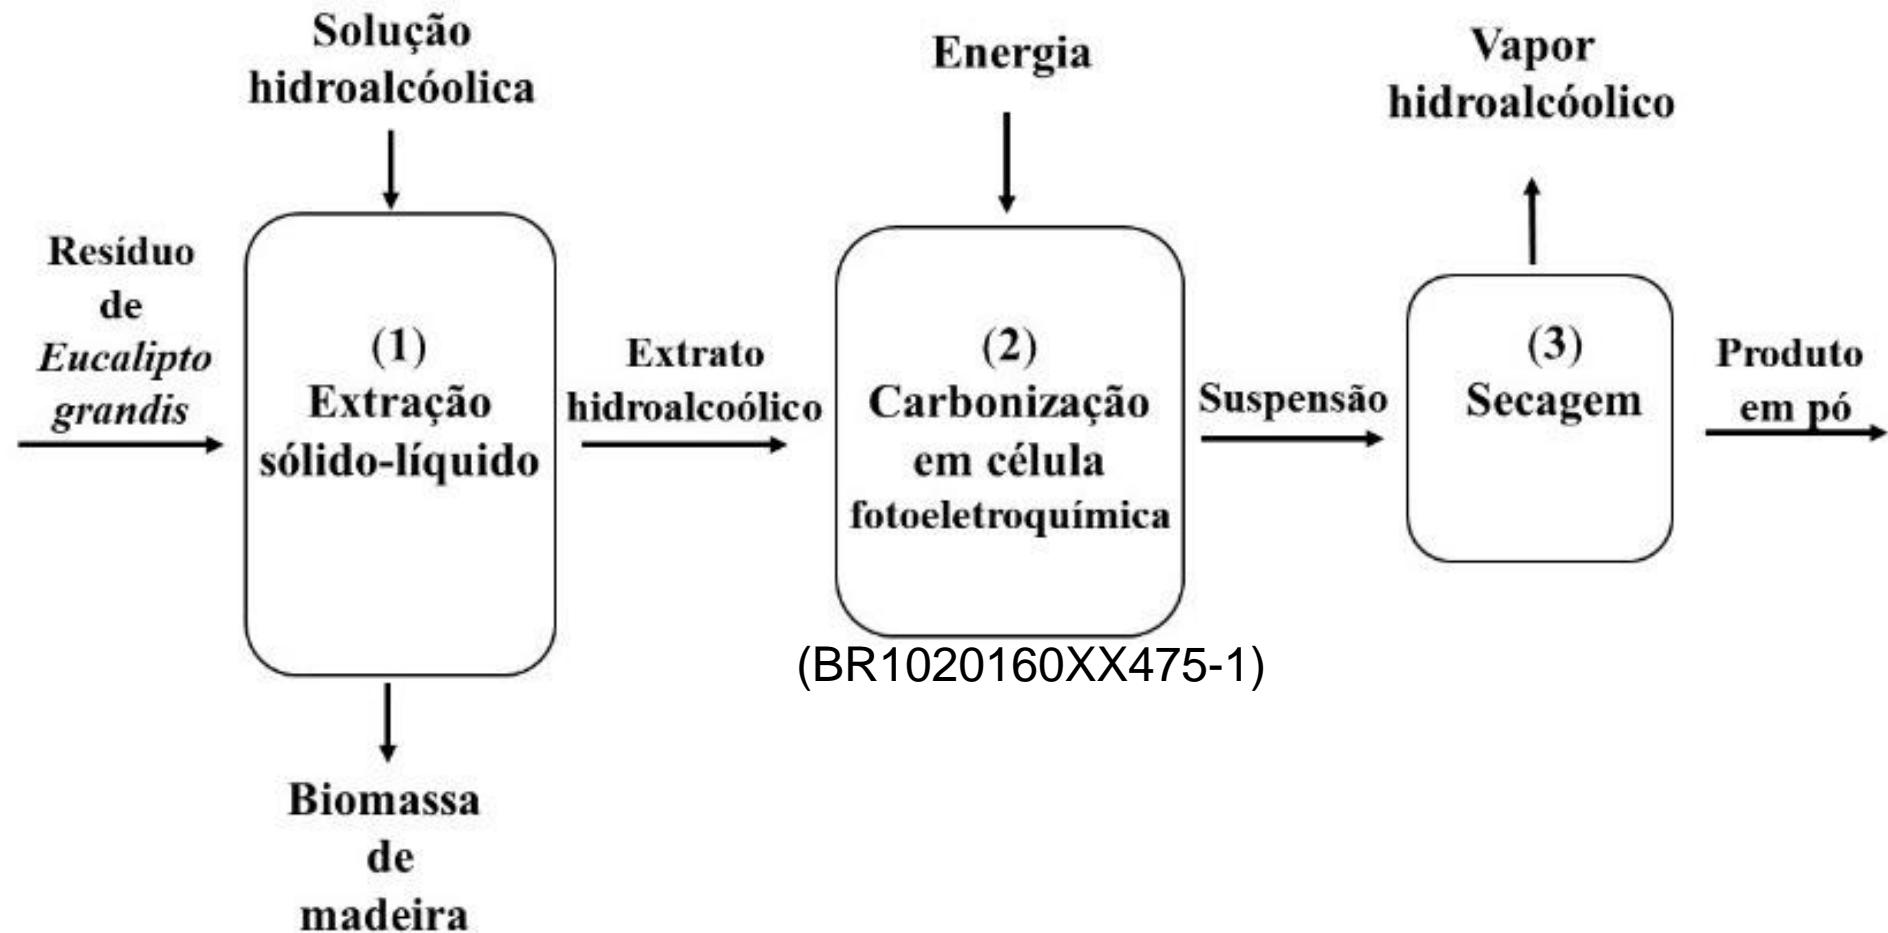 Solução
hidroalcóolica
Energia
Vapor
hidroalcóolico
Resíduo
de
Eucalipto
grandis
(1)
Extração
sólido-líquido
Extrato
hidroalcoólico
(2)
Carbonização
em célula
fotoeletroquímica
Suspensão
(3)
Secagem
Produto
em pó
(BR1020160XX475-1)
Biomassa
de
madeira